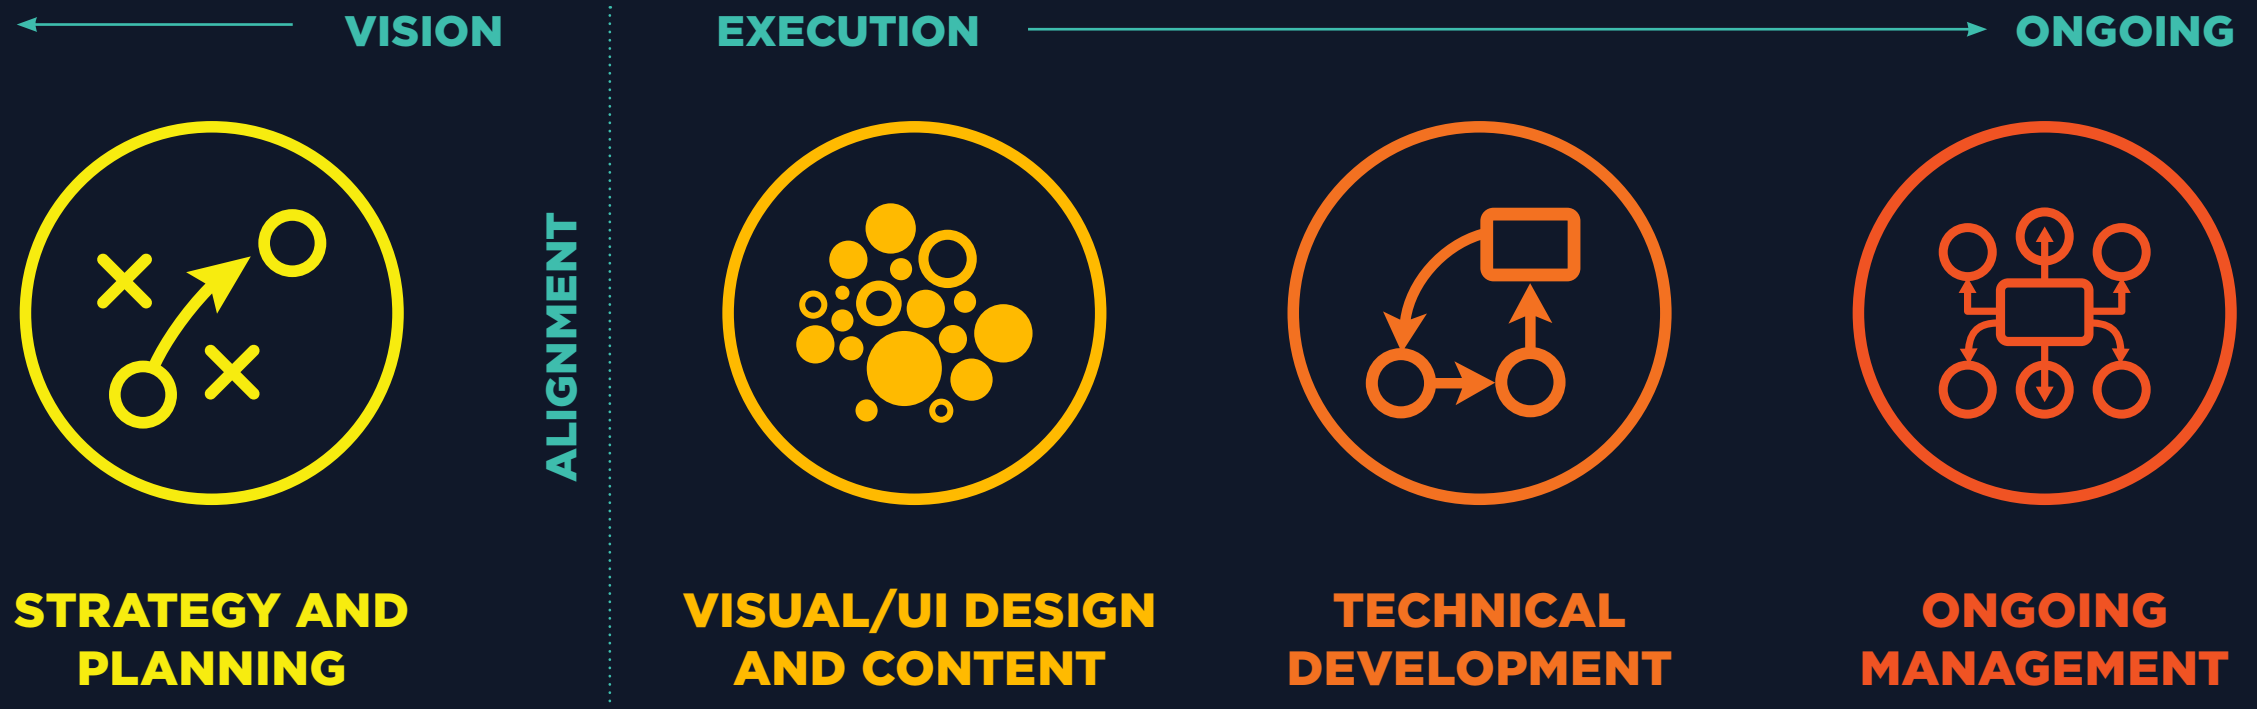 VISION
EXECUTION
ONGOING
ALIGNMENT
STRATEGY AND
PLANNING
VISUAL/UI DESIGN
AND CONTENT
TECHNICAL
DEVELOPMENT
ONGOING
MANAGEMENT